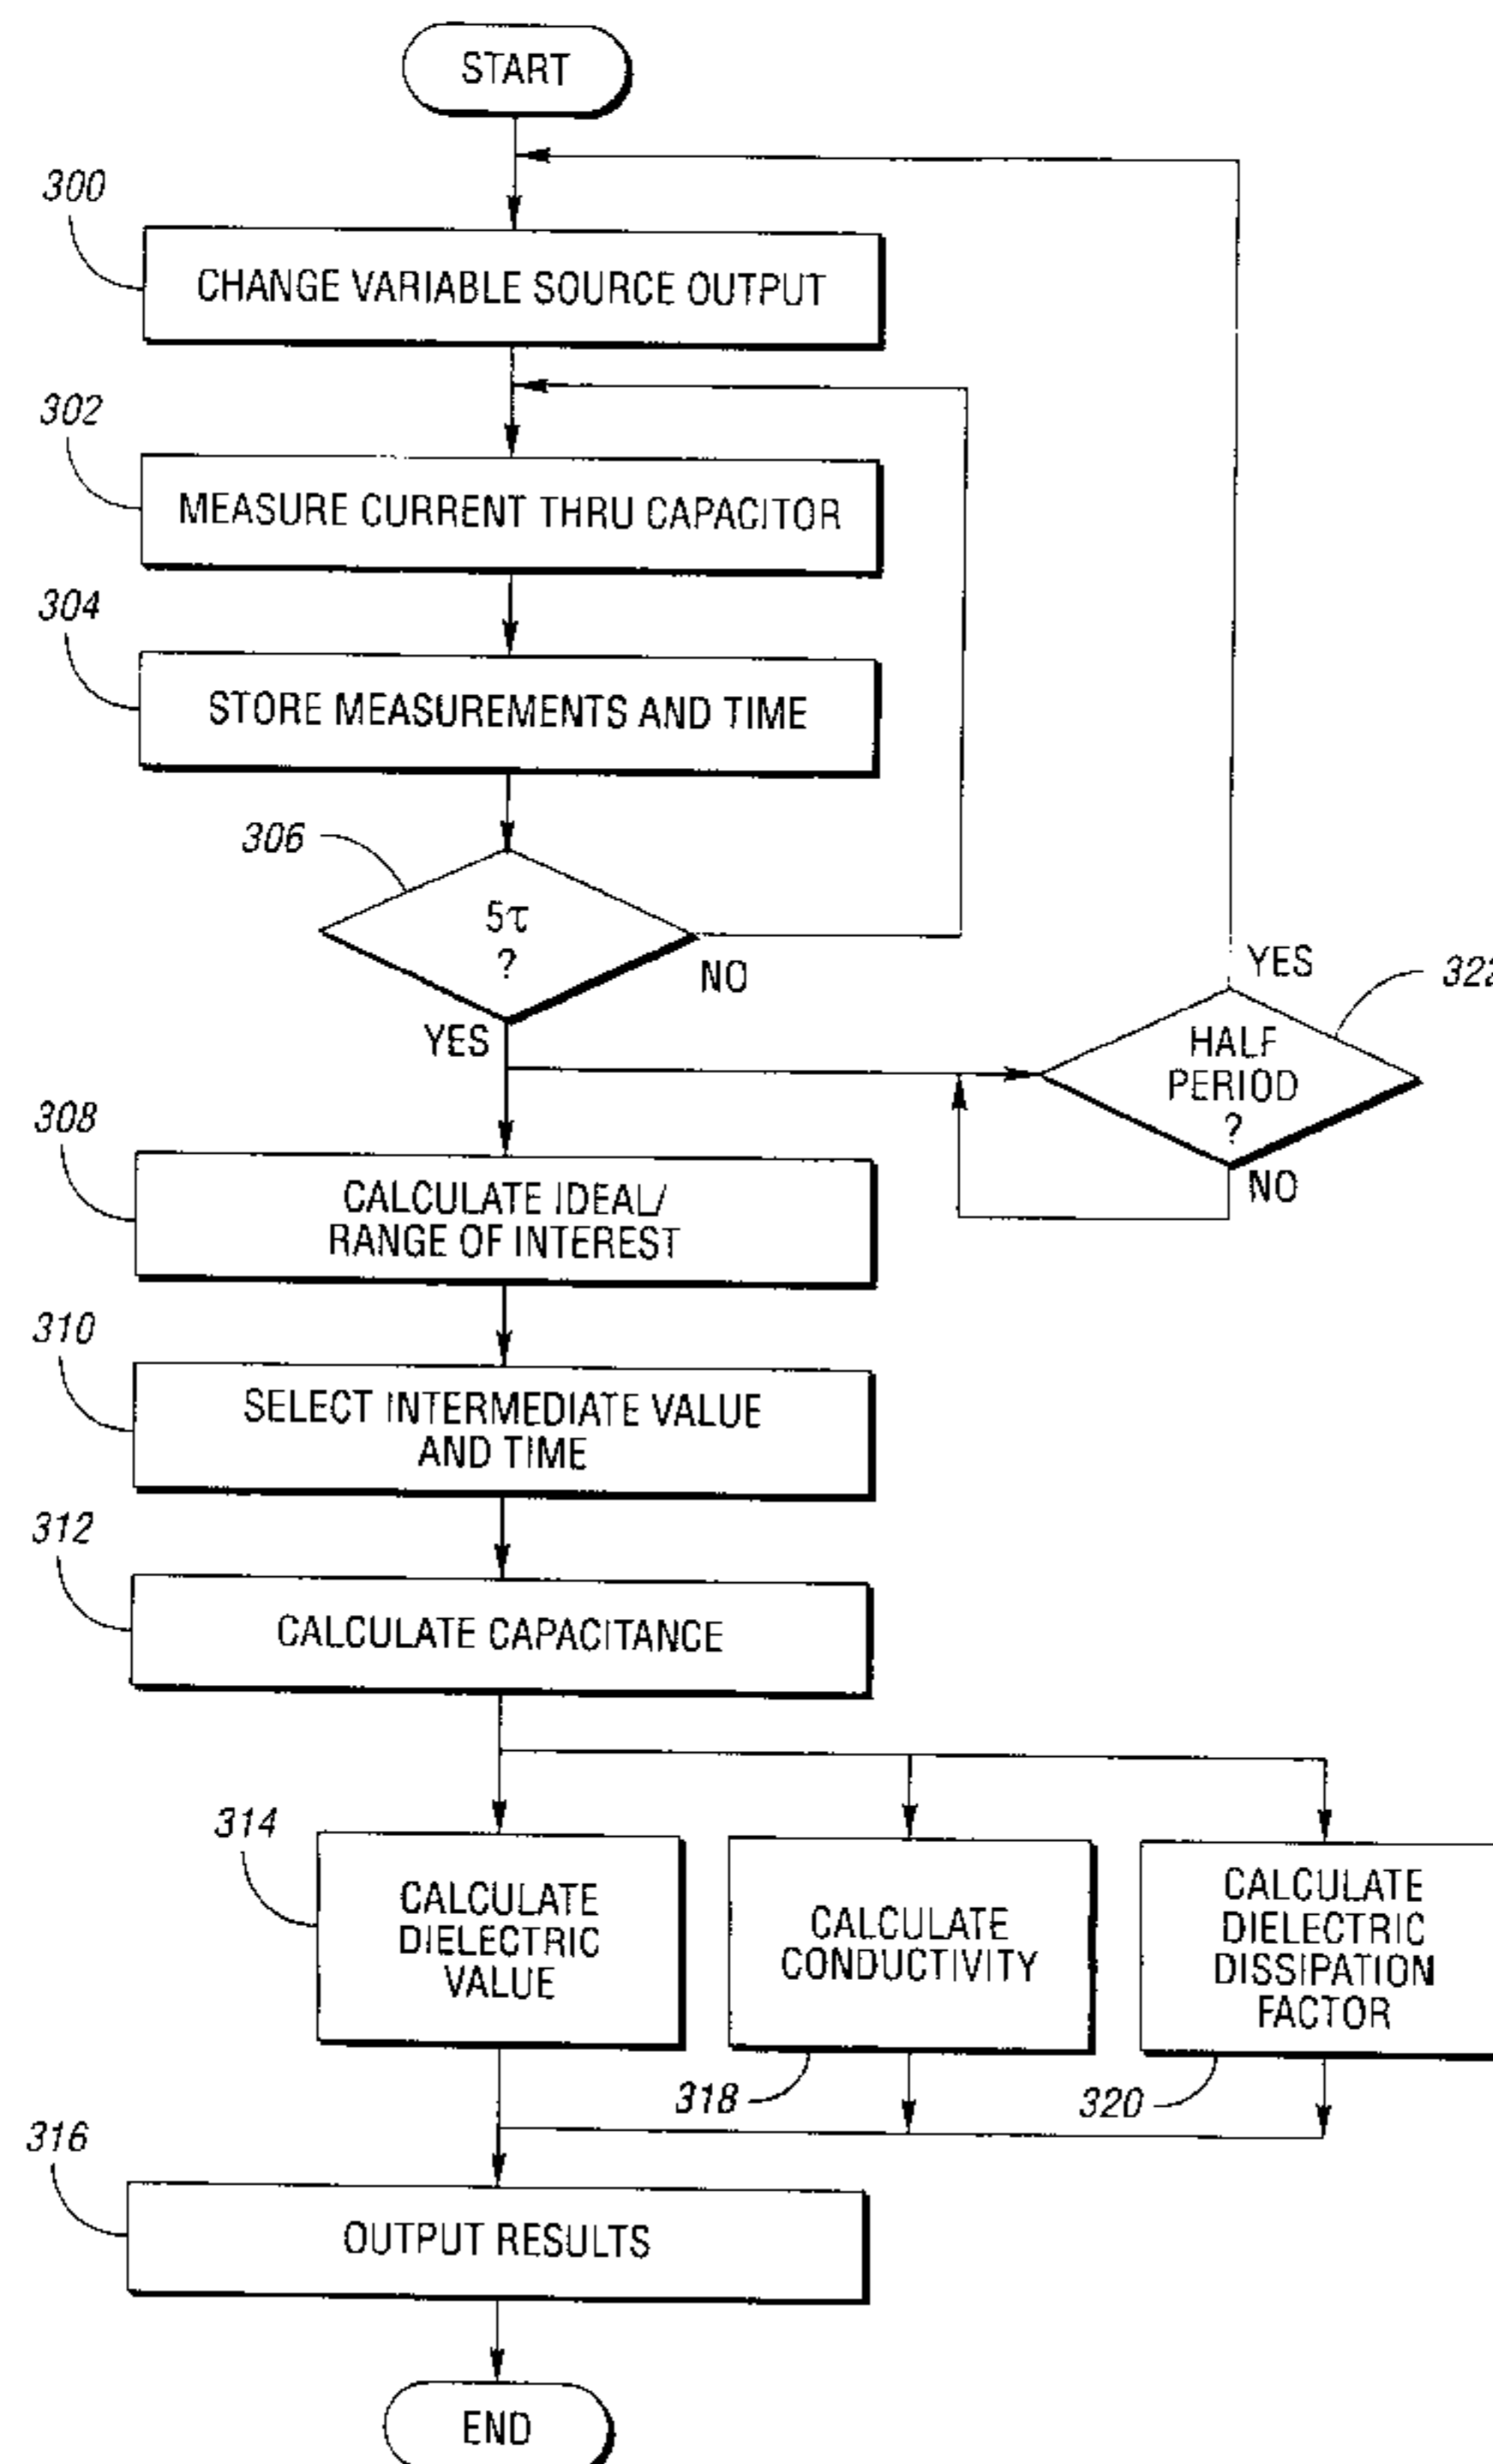 START
300
CHANGE VARIABLE SOURCE OUTPUT
302
MEASURE CURRENT THRU CAPACITOR
304
STORE MEASUREMENTS AND TIME
306
5τ
?
NO
YES
YES
322
HALF
PERIOD
?
NO
308
CALCULATE IDEAL/
RANGE OF INTEREST
310
SELECT INTERMEDIATE VALUE
AND TIME
312
CALCULATE CAPACITANCE
314
CALCULATE
DIELECTRIC
VALUE
CALCULATE
CONDUCTIVITY
CALCULATE
DIELECTRIC
DISSIPATION
FACTOR
318
320
316
OUTPUT RESULTS
END